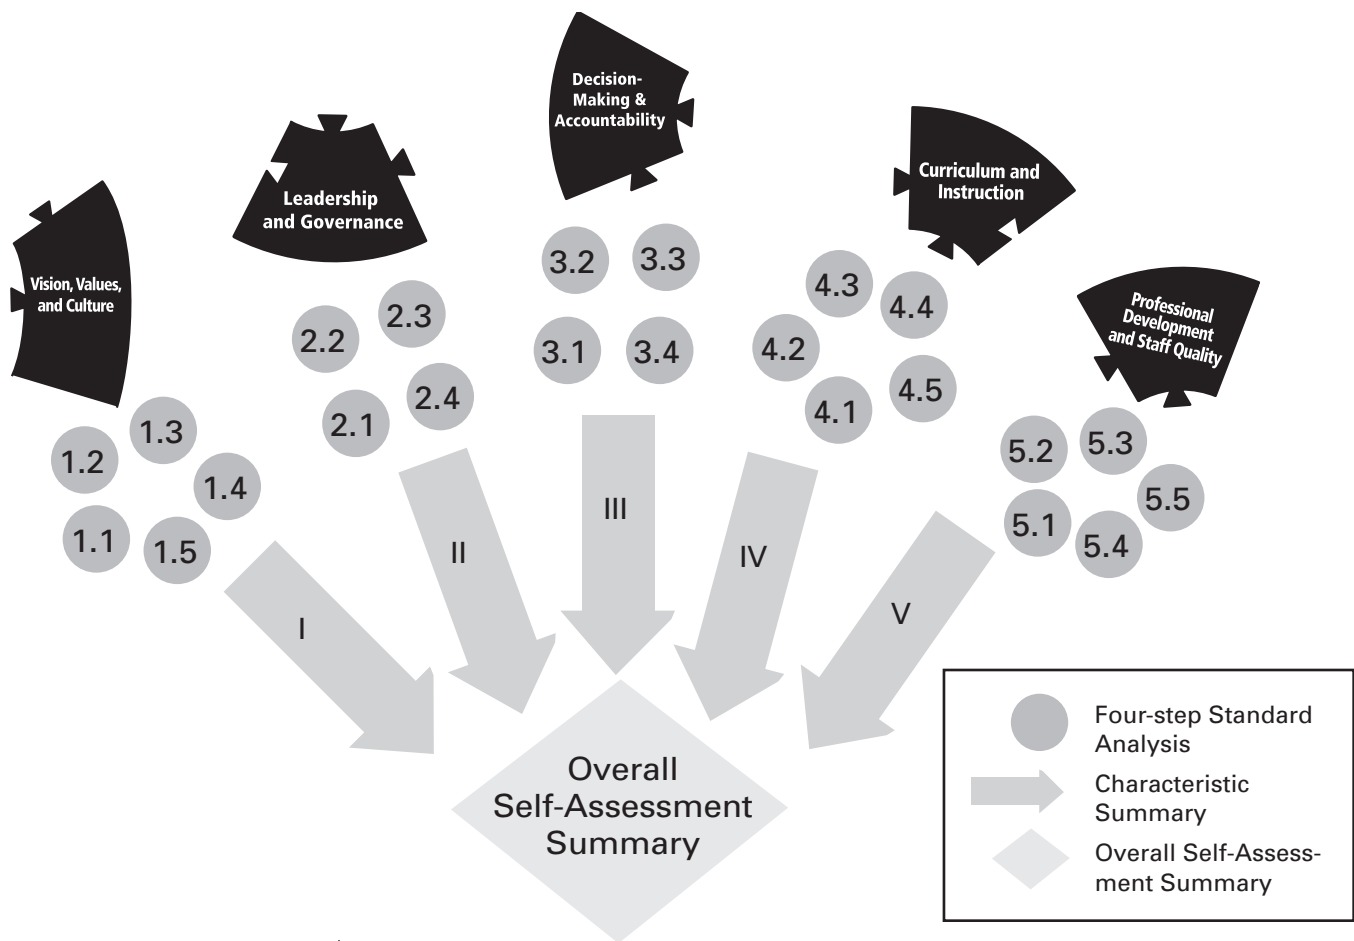 Vision, Values,
and Culture
1.1
1.2
1.3
1.4
1.5
I
Leadership
and Governance
2.1
2.2
2.3
2.4
II
Decision-
Making &
Accountability
3.1
3.2
3.3
3.4
III
Curriculum and
Instruction
4.1
4.2
4.3
4.4
4.5
IV
Professional
Development
and Staff Quality
5.1
5.2
5.3
5.4
5.5
V
Overall
Self-Assessment
Summary
Four-step Standard
Analysis
Characteristic
Summary
Overall Self-Assess-
ment Summary